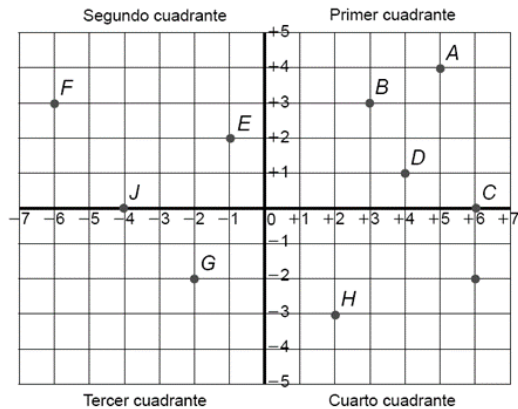 Segundo cuadrante Primer cuadrante
+5
+4 A
F +3 B
+2 E
+1 D
J C
−7 −6 −5 −4 −3 −2 −1 0 +1 +2 +3 +4 +5 +6 +7
−1
G −2
−3 H
−4
−5
Tercer cuadrante Cuarto cuadrante